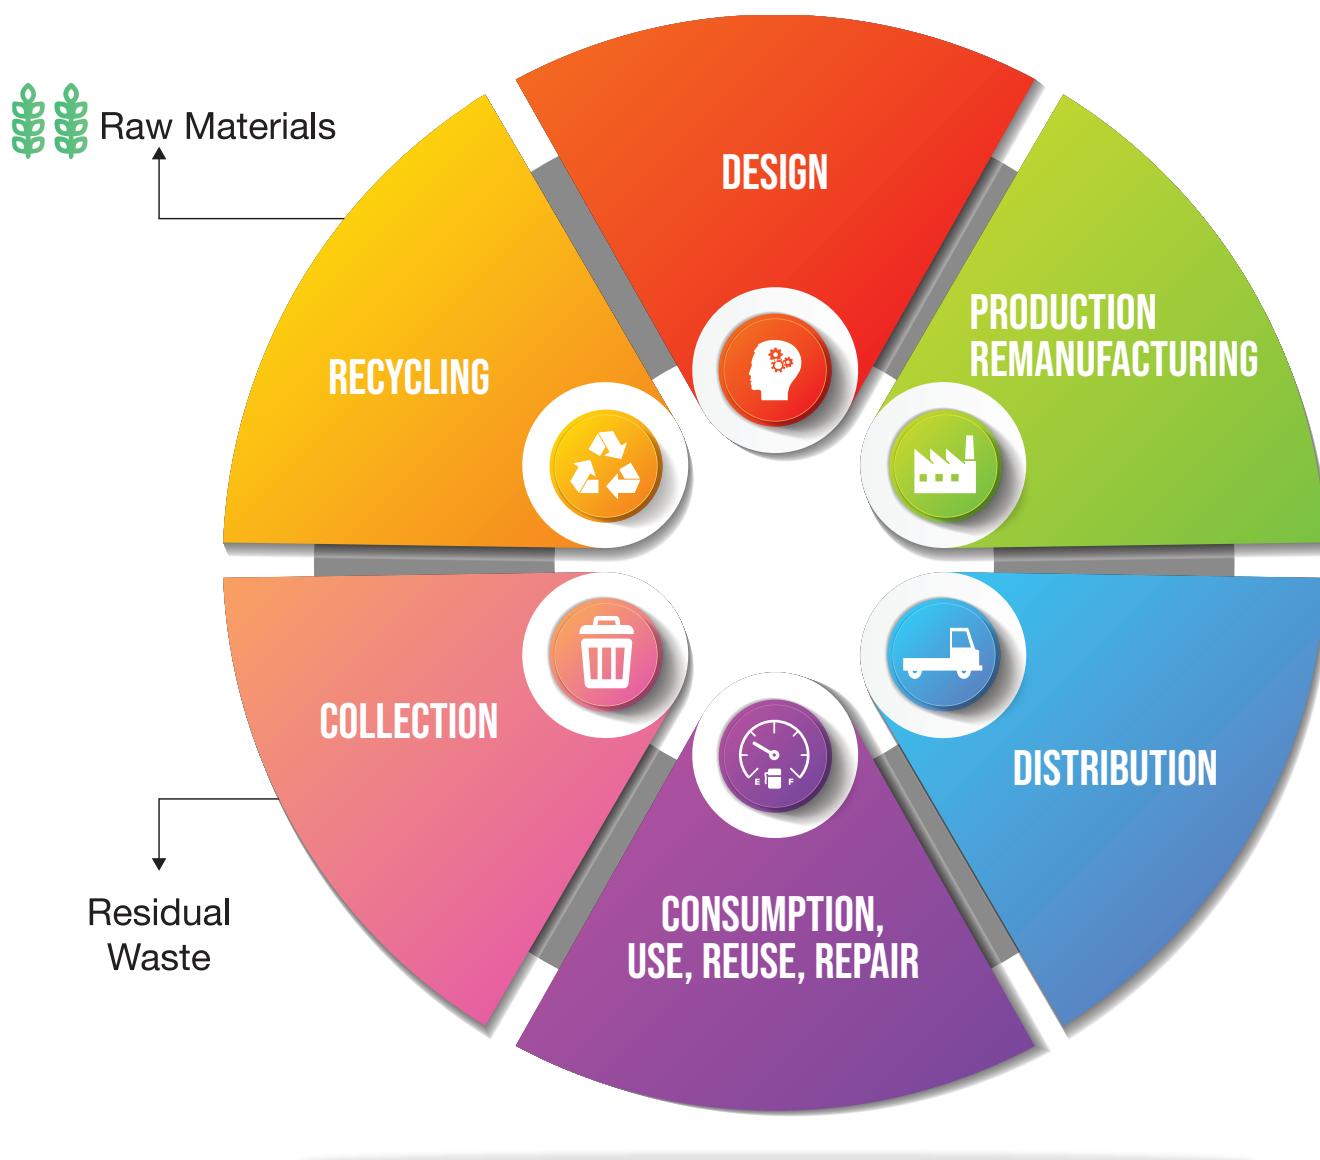 Raw Materials
DESIGN
PRODUCTION
REMANUFACTURING
RECYCLING
COLLECTION
DISTRIBUTION
E F
CONSUMPTION,
USE, REUSE, REPAIR
Residual
Waste